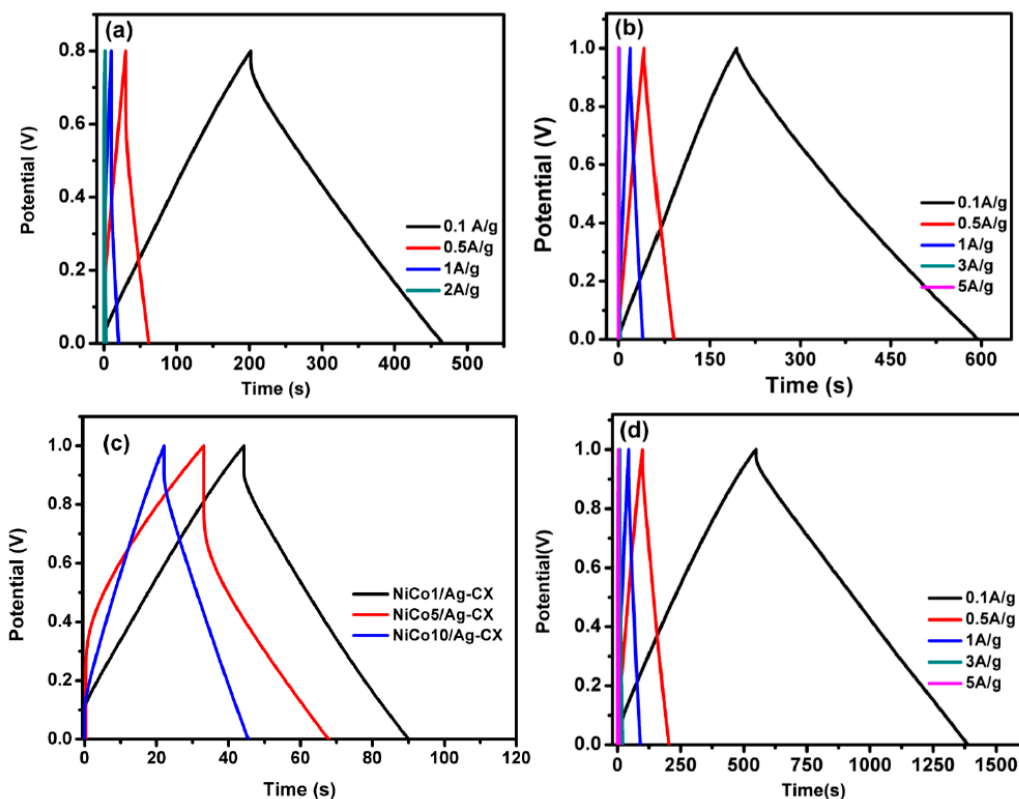 (a)
0.8
0.6
0.4
0.2
0.0
Potential (V)
0.1 A/g
0.5A/g
1A/g
2A/g
0 100 200 300 400 500
Time (s)
(b)
1.0
0.8
0.6
0.4
0.2
0.0
Potential (V)
0.1A/g
0.5A/g
1A/g
3A/g
5A/g
0 150 300 450 600
Time (s)
(c)
1.0
0.8
0.6
0.4
0.2
0.0
Potential (V)
NiCo1/Ag-CX
NiCo5/Ag-CX
NiCo10/Ag-CX
0 20 40 60 80 100 120
Time (s)
(d)
1.0
0.8
0.6
0.4
0.2
0.0
Potential(V)
0.1A/g
0.5A/g
1A/g
3A/g
5A/g
0 250 500 750 1000 1250 1500
Time(s)